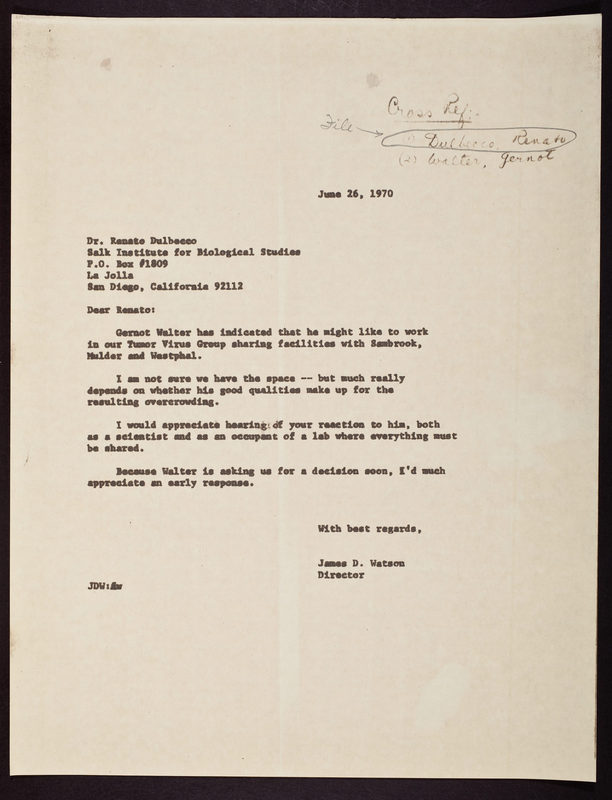 Cross Ref:
File → (1) Dulbecco, Renato
(2) Walter, Gernot
June 26, 1970
Dr. Renato Dulbecco
Salk Institute for Biological Studies
P.O. Box #1809
La Jolla
San Diego, California 92112
Dear Renato:
Gernot Walter has indicated that he might like to work
in our Tumor Virus Group sharing facilities with Sambrook,
Mulder and Westphal.
I am not sure we have the space -- but much really
depends on whether his good qualities make up for the
resulting overcrowding.
I would appreciate hearing of your reaction to him, both
as a scientist and as an occupant of a lab where everything must
be shared.
Because Walter is asking us for a decision soon, I'd much
appreciate an early response.
With best regards,
James D. Watson
Director
JDW: